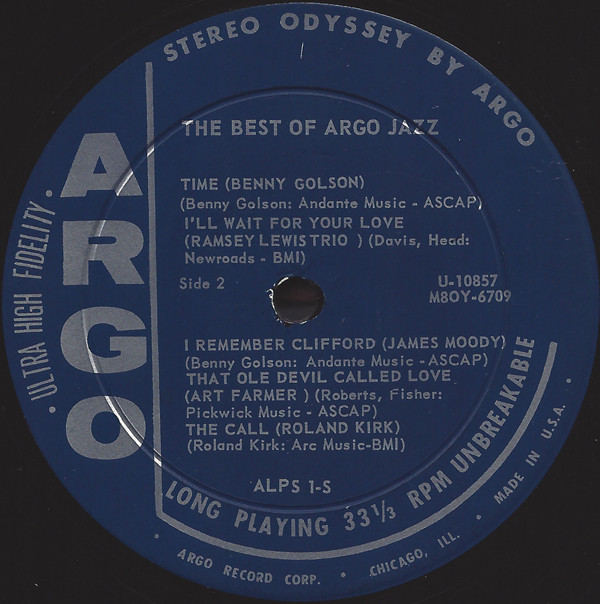 STEREO ODYSSEY BY ARGO
ARGO
• ULTRA HIGH FIDELITY •
THE BEST OF ARGO JAZZ
TIME (BENNY GOLSON)
(Benny Golson: Andante Music - ASCAP)
I'LL WAIT FOR YOUR LOVE
(RAMSEY LEWIS TRIO ) (Davis, Head:
Newroads - BMI)
Side 2
U-10857
M8OY-6709
I REMEMBER CLIFFORD (JAMES MOODY)
(Benny Golson: Andante Music - ASCAP)
THAT OLE DEVIL CALLED LOVE
(ART FARMER ) (Roberts, Fisher:
Pickwick Music - ASCAP)
THE CALL (ROLAND KIRK)
(Roland Kirk: Arc Music-BMI)
ALPS 1-S
LONG PLAYING 33 1/3 RPM UNBREAKABLE
• ARGO RECORD CORP. • CHICAGO, ILL. • MADE IN U.S.A. •